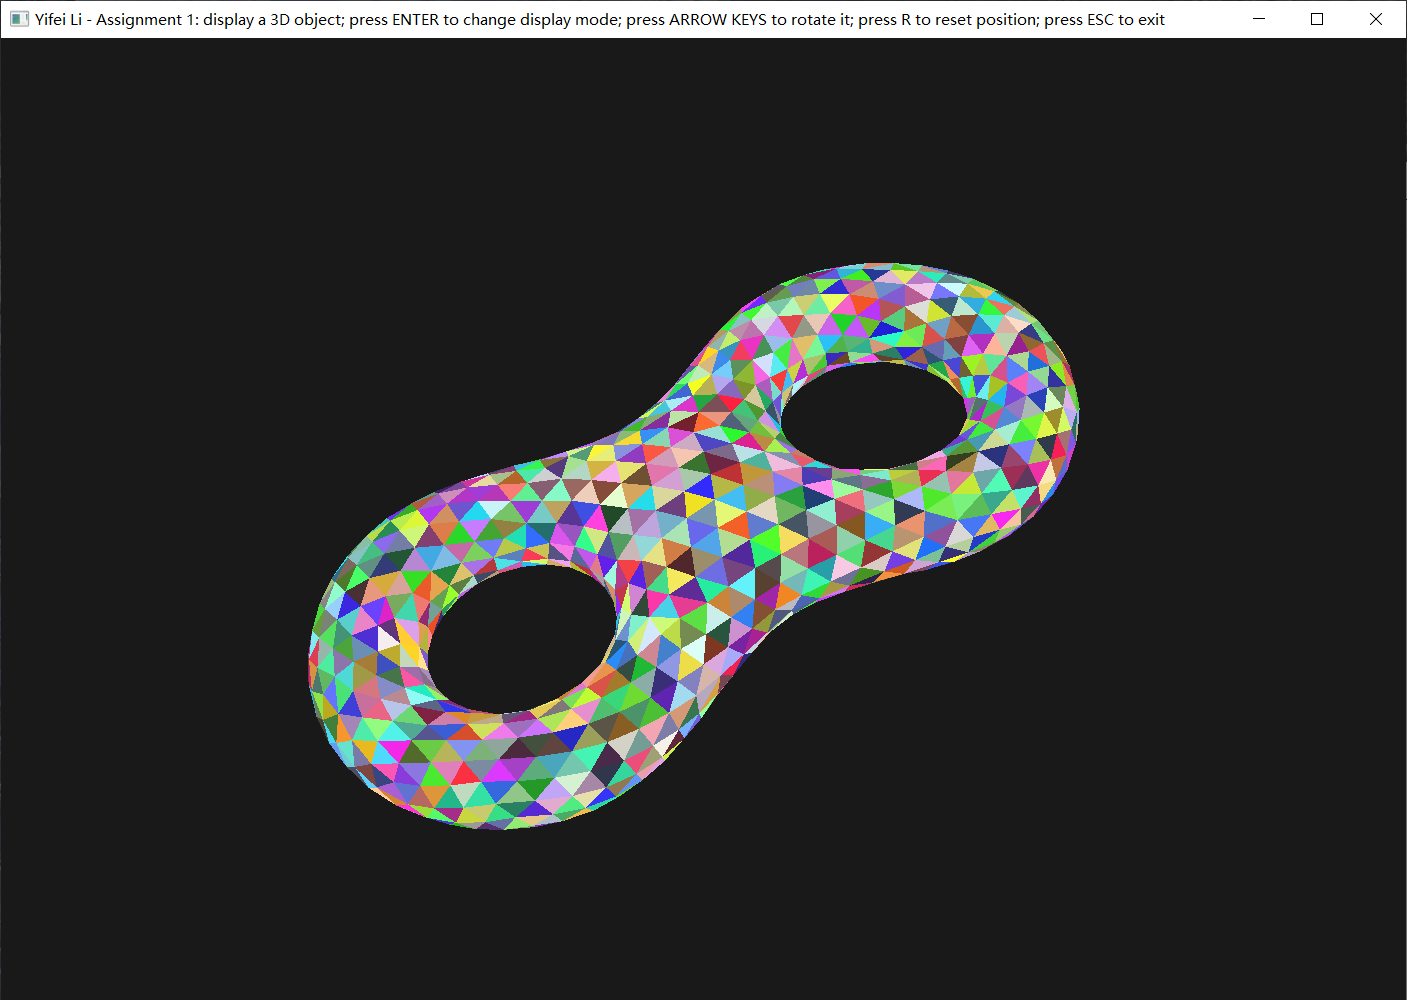 Yifei Li - Assignment 1: display a 3D object; press ENTER to change display mode; press ARROW KEYS to rotate it; press R to reset position; press ESC to exit